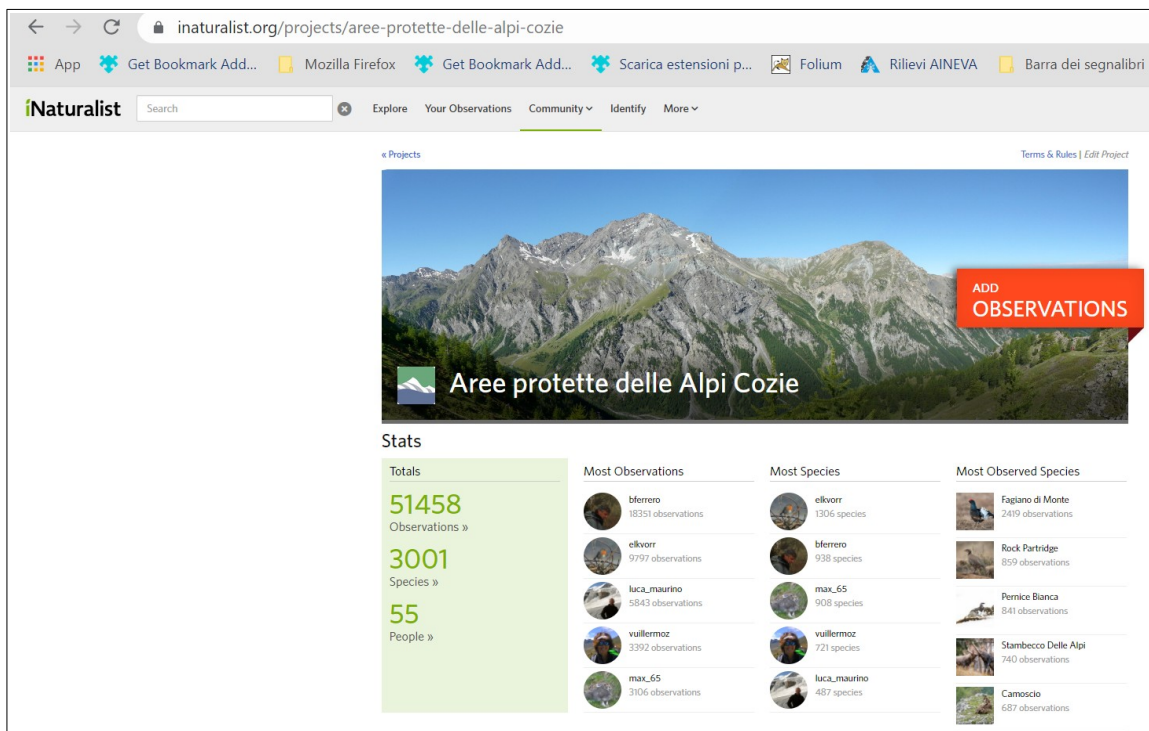 inaturalist.org/projects/aree-protette-delle-alpi-cozie
App Get Bookmark Add... Mozilla Firefox Get Bookmark Add... Scarica estensioni p... Folium Rilievi AINEVA Barra dei segnalibri
iNaturalist Search Explore Your Observations Community Identify More
« Projects Terms & Rules | Edit Project
ADD
OBSERVATIONS
Aree protette delle Alpi Cozie
Stats
Totals
51458
Observations »
3001
Species »
55
People »
Most Observations
bferrero
18351 observations
elkvorr
9797 observations
luca_maurino
5843 observations
vuillermoz
3392 observations
max_65
3106 observations
Most Species
elkvorr
1306 species
bferrero
938 species
max_65
908 species
vuillermoz
721 species
luca_maurino
487 species
Most Observed Species
Fagiano di Monte
2419 observations
Rock Partridge
859 observations
Pernice Bianca
841 observations
Stambecco Delle Alpi
740 observations
Camoscio
687 observations